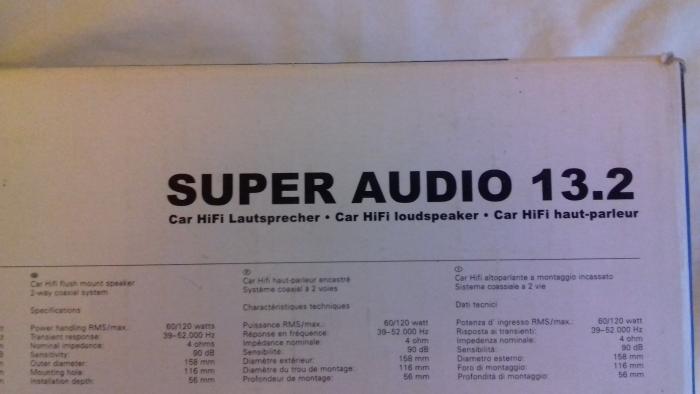 SUPER AUDIO 13.2
Car HiFi Lautsprecher • Car HiFi loudspeaker • Car HiFi haut-parleur
Car Hifi flush mount speaker
2-way coaxial system
Specifications
Power handling RMS/max.: 60/120 watts
Transient response: 39–52.000 Hz
Nominal impedance: 4 ohms
Sensitivity: 90 dB
Outer diameter: 158 mm
Mounting hole: 116 mm
Installation depth: 56 mm
Car HiFi haut-parleur encastré
Système coaxial à 2 voies
Charactéristiques techniques
Puissance RMS/max.: 60/120 watt
Réponse en fréquence: 39–52.000 Hz
Impédance nominale: 4 ohm
Sensibilité: 90 dB
Diamètre extérieur: 158 mm
Diamètre du trou de montage: 116 mm
Profondeur de montage: 56 mm
Car Hifi altoparlante a montaggio incassato
Sistema coassiale a 2 vie
Dati tecnici
Potenza d' ingresso RMS/max.: 60/120 watt
Risposta ai transienti: 39–52.000 Hz
Impedenza nominale: 4 ohm
Sensibilità: 90 dB
Diametro esterno: 158 mm
Foro di montaggio: 116 mm
Profondità di montaggio: 56 mm